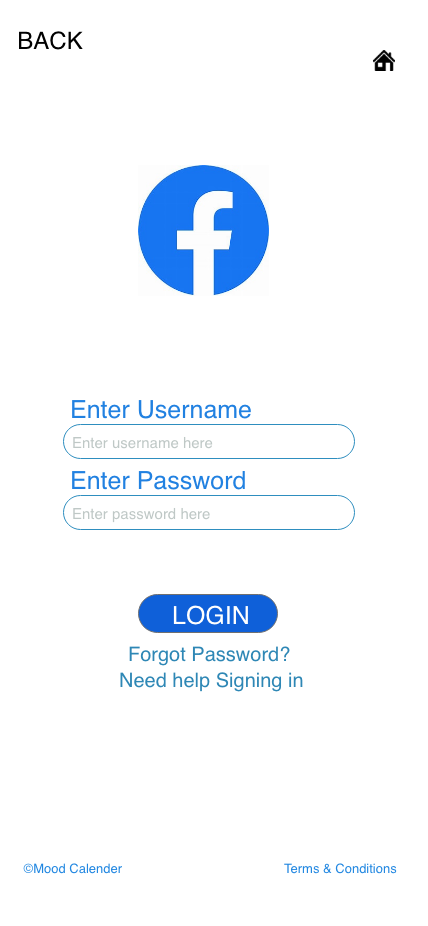 BACK
Enter Username
Enter username here
Enter Password
Enter password here
LOGIN
Forgot Password?
Need help Signing in
©Mood Calender
Terms & Conditions